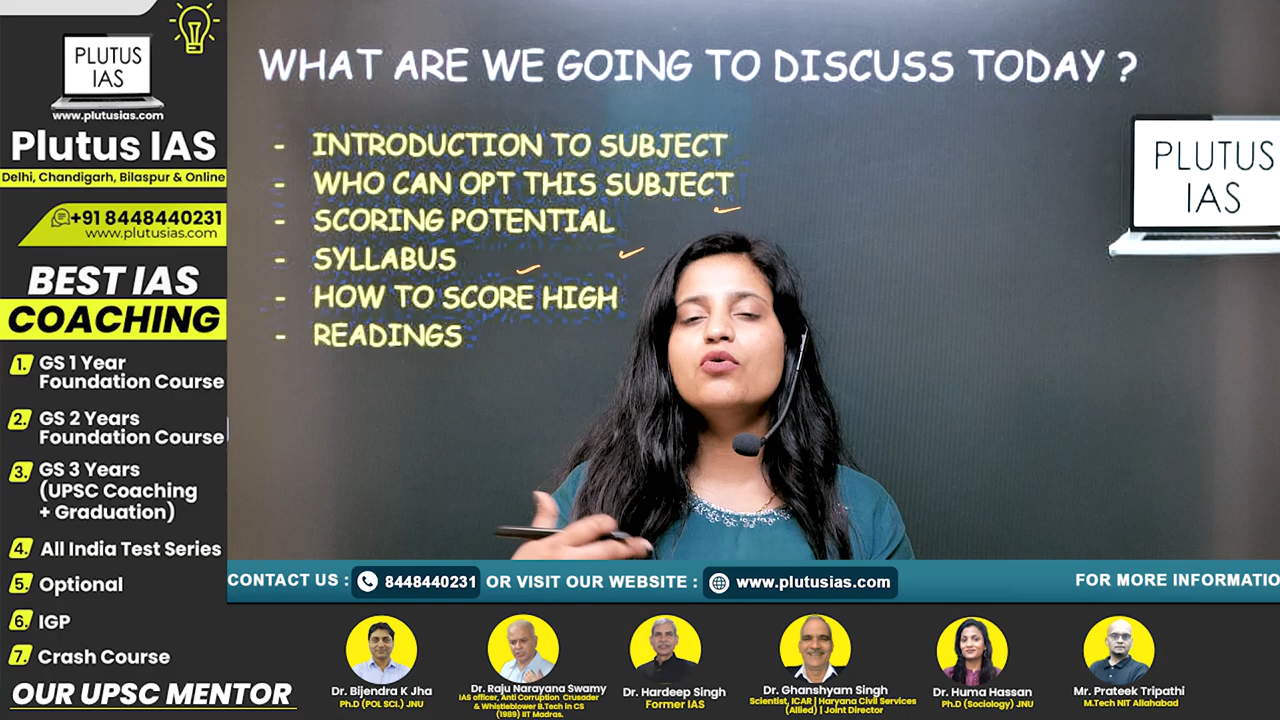 PLUTUS
IAS
www.plutusias.com
Plutus IAS
Delhi, Chandigarh, Bilaspur & Online
+91 8448440231
www.plutusias.com
BEST IAS
COACHING
1. GS 1 Year
Foundation Course
2. GS 2 Years
Foundation Course
3. GS 3 Years
(UPSC Coaching
+ Graduation)
4. All India Test Series
5. Optional
6. IGP
7. Crash Course
OUR UPSC MENTOR
WHAT ARE WE GOING TO DISCUSS TODAY ?
- INTRODUCTION TO SUBJECT
- WHO CAN OPT THIS SUBJECT
- SCORING POTENTIAL
- SYLLABUS
- HOW TO SCORE HIGH
- READINGS
PLUTUS
IAS
CONTACT US : 8448440231 OR VISIT OUR WEBSITE : www.plutusias.com FOR MORE INFORMATIO
Dr. Bijendra K Jha
Ph.D (POL SCI.) JNU
Dr. Raju Narayana Swamy
IAS officer, Anti Corruption Crusader
& Whistleblower B.Tech in CS
(1989) IIT Madras.
Dr. Hardeep Singh
Former IAS
Dr. Ghanshyam Singh
Scientist, ICAR | Haryana Civil Services
(Allied) | Joint Director
Dr. Huma Hassan
Ph.D (Sociology) JNU
Mr. Prateek Tripathi
M.Tech NIT Allahabad